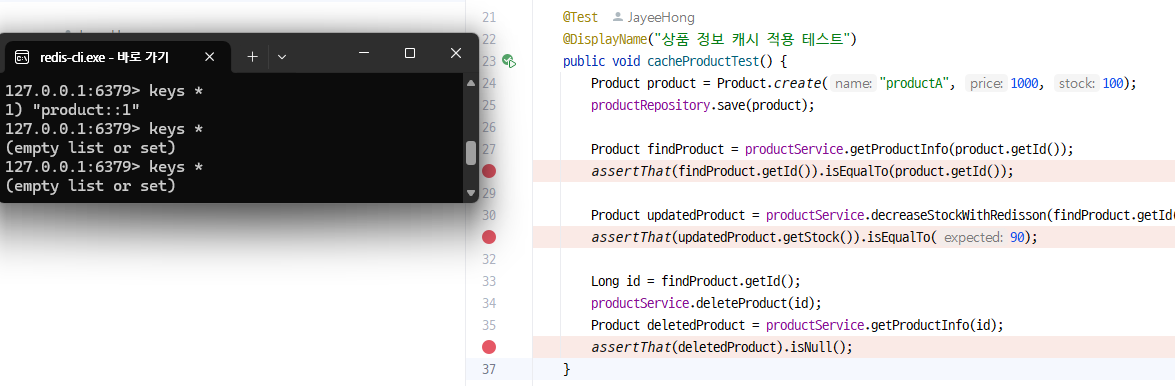 redis-cli.exe - 바로 가기
127.0.0.1:6379> keys *
1) "product::1"
127.0.0.1:6379> keys *
(empty list or set)
127.0.0.1:6379> keys *
(empty list or set)
21 @Test JayeeHong
22 @DisplayName("상품 정보 캐시 적용 테스트")
23 public void cacheProductTest() {
24 Product product = Product.create( name: "productA", price: 1000, stock: 100);
25 productRepository.save(product);
26
27 Product findProduct = productService.getProductInfo(product.getId());
assertThat(findProduct.getId()).isEqualTo(product.getId());
29
30 Product updatedProduct = productService.decreaseStockWithRedisson(findProduct.getId(
assertThat(updatedProduct.getStock()).isEqualTo( expected: 90);
32
33 Long id = findProduct.getId();
34 productService.deleteProduct(id);
35 Product deletedProduct = productService.getProductInfo(id);
assertThat(deletedProduct).isNull();
37 }